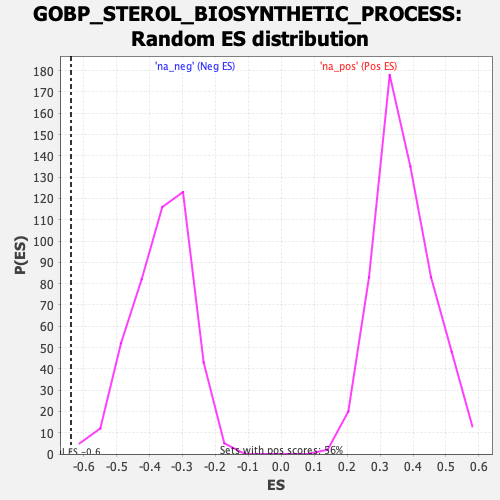 GOBP_STEROL_BIOSYNTHETIC_PROCESS:
Random ES distribution
'na_neg' (Neg ES) 'na_pos' (Pos ES)
180
170
160
150
140
130
120
110
100
90
80
70
60
50
40
30
20
10
0
P(ES)
Sets with pos scores: 56%
-0.6 -0.5 -0.4 -0.3 -0.2 -0.1 0.0 0.1 0.2 0.3 0.4 0.5 0.6
ES